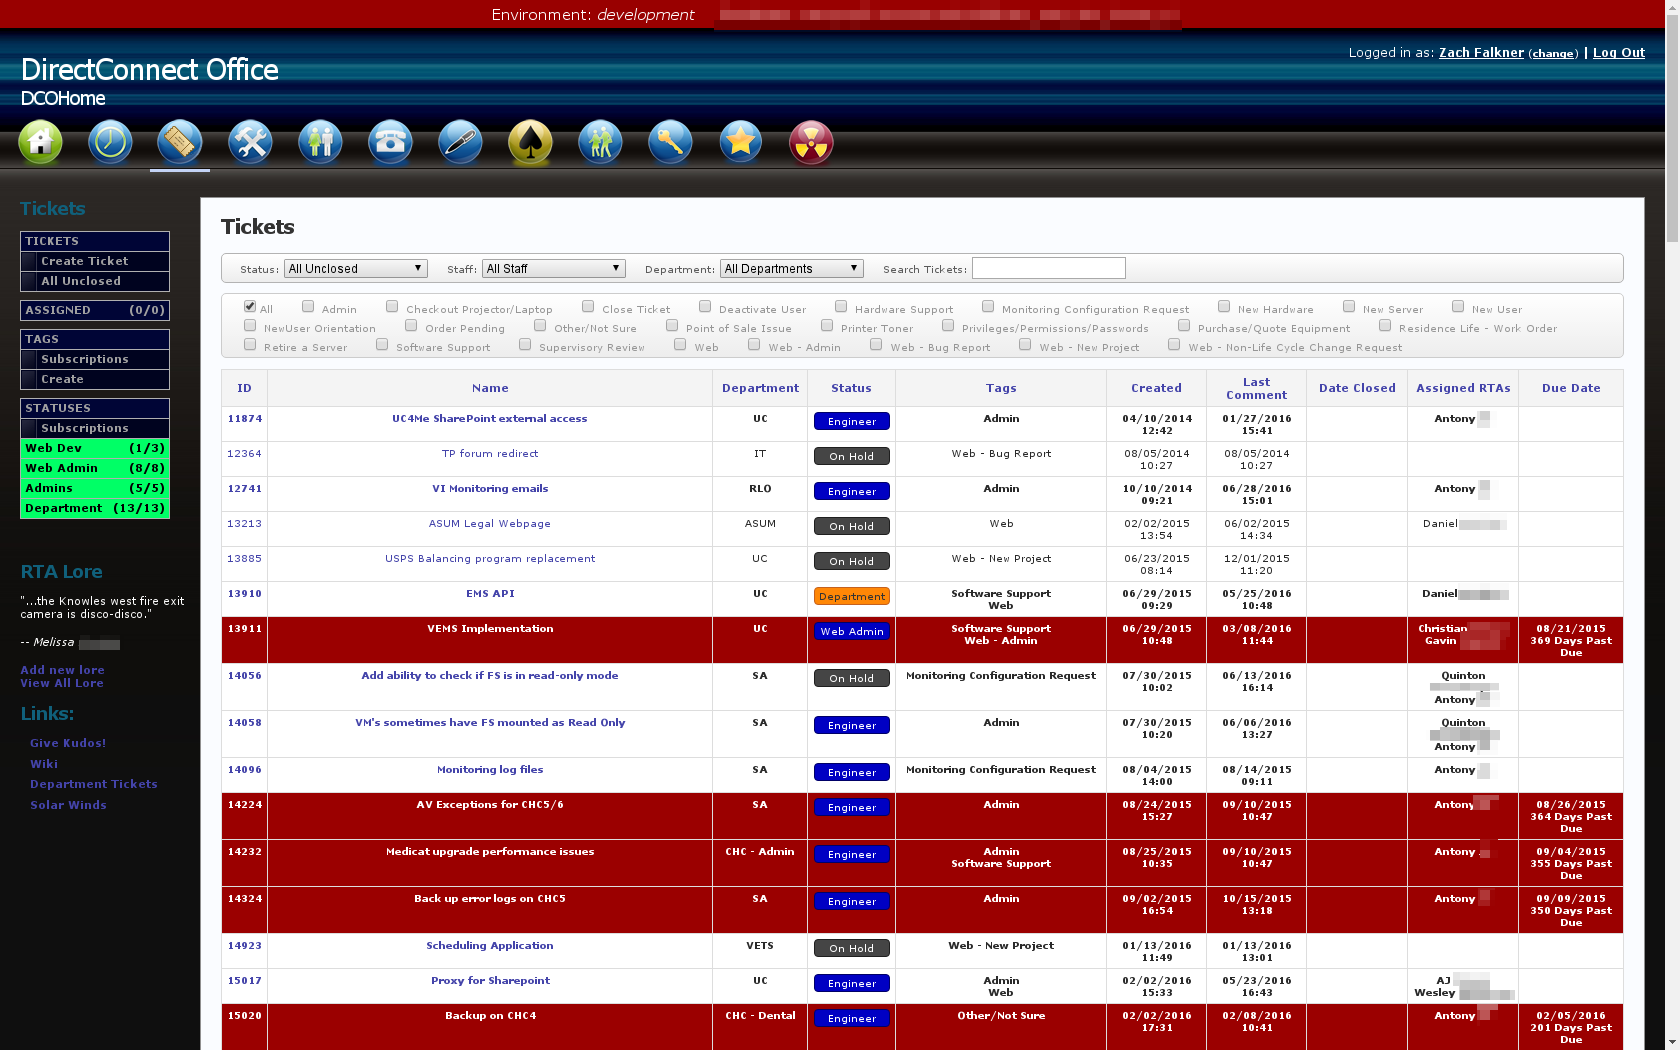 Environment: development
Logged in as: Zach Falkner (change) | Log Out
DirectConnect Office
DCOHome
Tickets
TICKETS
Create Ticket
All Unclosed
ASSIGNED (0/0)
TAGS
Subscriptions
Create
STATUSES
Subscriptions
Web Dev (1/3)
Web Admin (8/8)
Admins (5/5)
Department (13/13)
RTA Lore
"...the Knowles west fire exit
camera is disco-disco."
-- Melissa
Add new lore
View All Lore
Links:
Give Kudos!
Wiki
Department Tickets
Solar Winds
Tickets
Status: All Unclosed Staff: All Staff Department: All Departments Search Tickets:
All Admin Checkout Projector/Laptop Close Ticket Deactivate User Hardware Support Monitoring Configuration Request New Hardware New Server New User
NewUser Orientation Order Pending Other/Not Sure Point of Sale Issue Printer Toner Privileges/Permissions/Passwords Purchase/Quote Equipment Residence Life - Work Order
Retire a Server Software Support Supervisory Review Web Web - Admin Web - Bug Report Web - New Project Web - Non-Life Cycle Change Request
ID Name Department Status Tags Created Last Comment Date Closed Assigned RTAs Due Date
11874 UC4Me SharePoint external access UC Engineer Admin 04/10/2014 12:42 01/27/2016 15:41 Antony
12364 TP forum redirect IT On Hold Web - Bug Report 08/05/2014 10:27 08/05/2014 10:27
12741 VI Monitoring emails RLO Engineer Admin 10/10/2014 09:21 06/28/2016 15:01 Antony
13213 ASUM Legal Webpage ASUM On Hold Web 02/02/2015 13:54 06/02/2015 14:34 Daniel
13885 USPS Balancing program replacement UC On Hold Web - New Project 06/23/2015 08:14 12/01/2015 11:20
13910 EMS API UC Department Software Support Web 06/29/2015 09:29 05/25/2016 10:48 Daniel
13911 VEMS Implementation UC Web Admin Software Support Web - Admin 06/29/2015 10:48 03/08/2016 11:44 Christian Gavin 08/21/2015 369 Days Past Due
14056 Add ability to check if FS is in read-only mode SA On Hold Monitoring Configuration Request 07/30/2015 10:02 06/13/2016 16:14 Quinton Antony
14058 VM's sometimes have FS mounted as Read Only SA Engineer Admin 07/30/2015 10:20 06/06/2016 13:27 Quinton Antony
14096 Monitoring log files SA Engineer Monitoring Configuration Request 08/04/2015 14:00 08/14/2015 09:11 Antony
14224 AV Exceptions for CHC5/6 SA Engineer Admin 08/24/2015 15:27 09/10/2015 10:47 Antony 08/26/2015 364 Days Past Due
14232 Medicat upgrade performance issues CHC - Admin Engineer Admin Software Support 08/25/2015 10:35 09/10/2015 10:47 Antony 09/04/2015 355 Days Past Due
14324 Back up error logs on CHC5 SA Engineer Admin 09/02/2015 16:54 10/15/2015 13:18 Antony 09/09/2015 350 Days Past Due
14923 Scheduling Application VETS On Hold Web - New Project 01/13/2016 11:49 01/13/2016 13:01
15017 Proxy for Sharepoint UC Engineer Admin Web 02/02/2016 15:33 05/23/2016 16:43 AJ Wesley
15020 Backup on CHC4 CHC - Dental Engineer Other/Not Sure 02/02/2016 17:31 02/08/2016 10:41 Antony 02/05/2016 201 Days Past Due